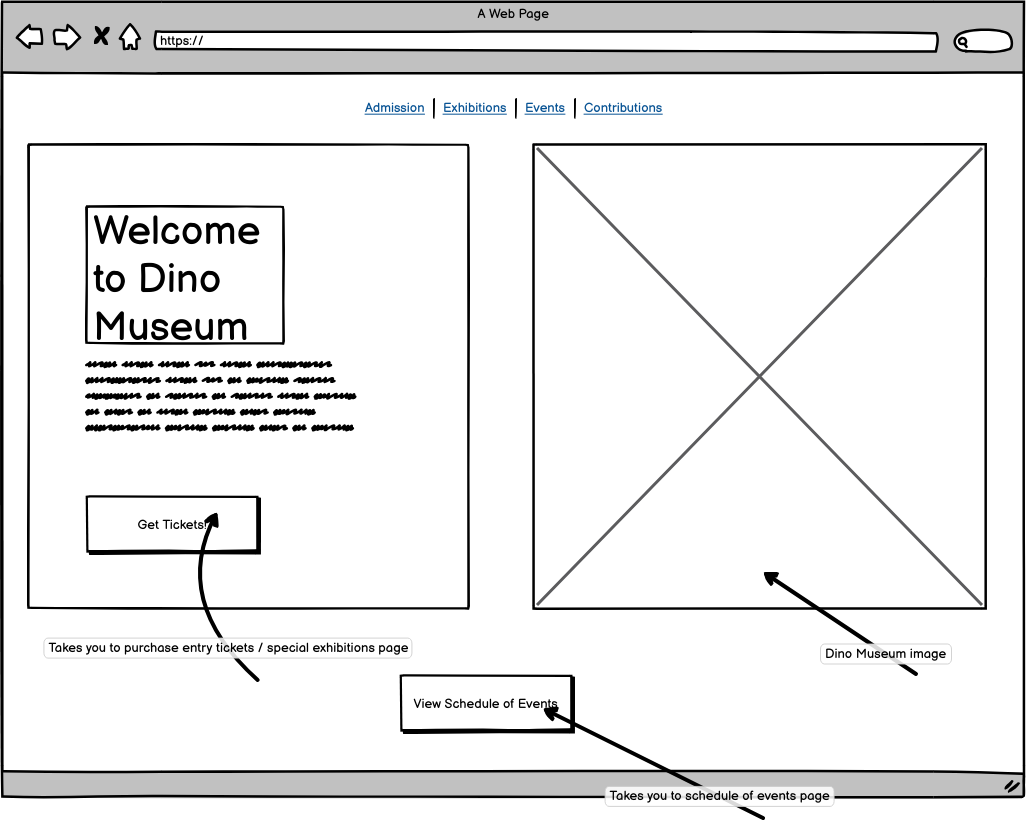 A Web Page
https://
Admission Exhibitions Events Contributions
Welcome
to Dino
Museum
Get Tickets!
Takes you to purchase entry tickets / special exhibitions page
Dino Museum image
View Schedule of Events
Takes you to schedule of events page